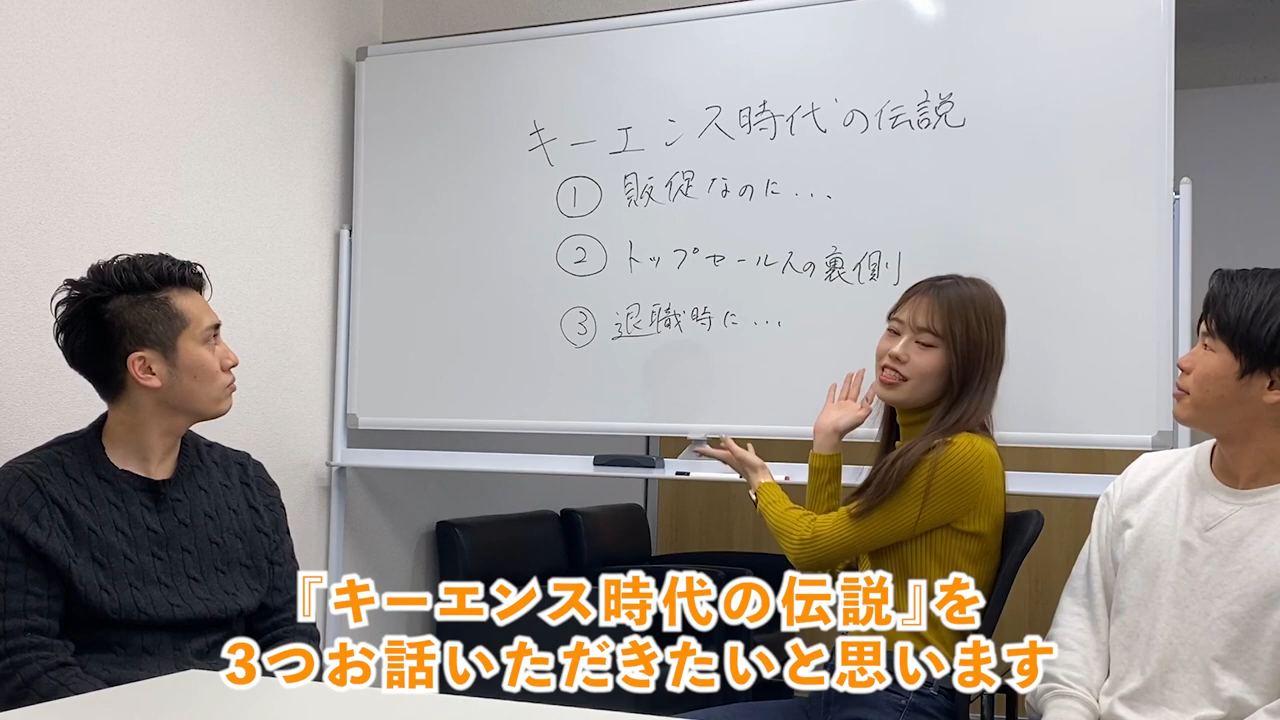 キーエンス時代の伝説
① 販促なのに...
② トップセールスの裏側
③ 退職時に...
『キーエンス時代の伝説』を
3つお話いただきたいと思います